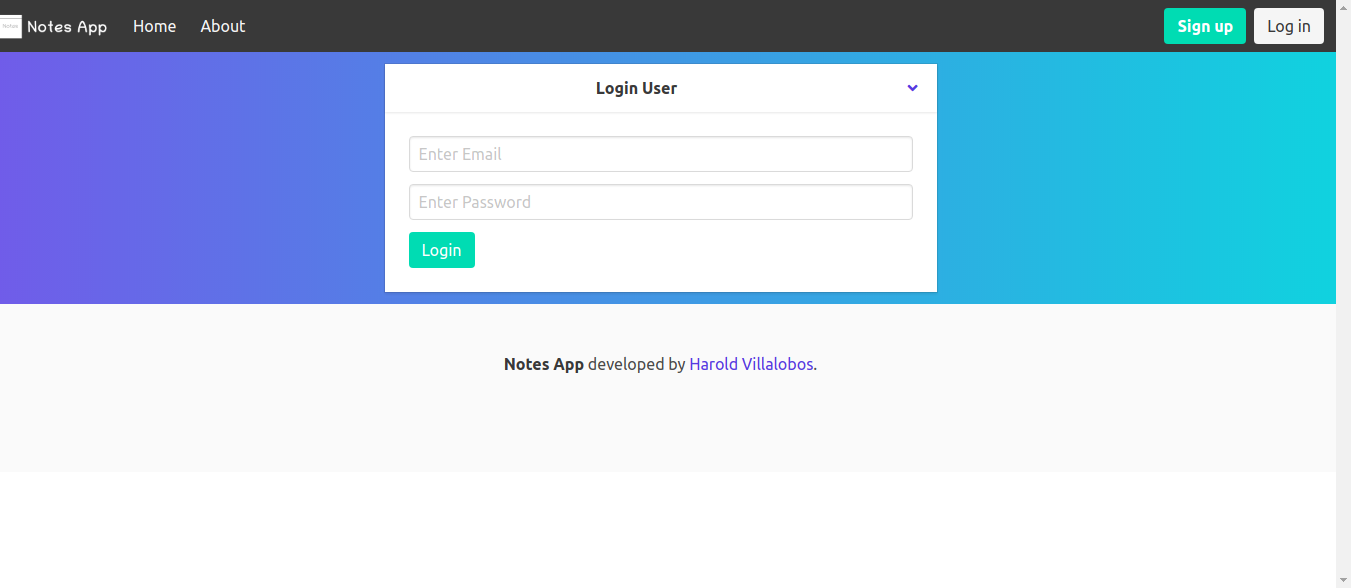 Notes Notes App Home About Sign up Log in
Login User
Enter Email
Enter Password
Login
Notes App developed by Harold Villalobos.